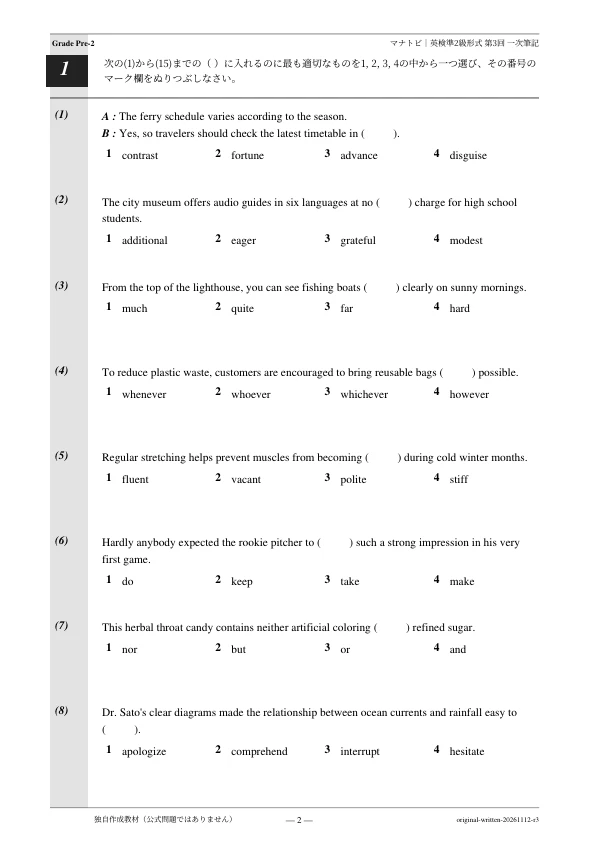 Grade Pre-2
マナトビ｜英検準2級形式 第3回 一次筆記
1
次の(1)から(15)までの（ ）に入れるのに最も適切なものを1, 2, 3, 4の中から一つ選び、その番号の
マーク欄をぬりつぶしなさい。
(1)
A : The ferry schedule varies according to the season.
B : Yes, so travelers should check the latest timetable in ( ).
1 contrast 2 fortune 3 advance 4 disguise
(2)
The city museum offers audio guides in six languages at no ( ) charge for high school
students.
1 additional 2 eager 3 grateful 4 modest
(3)
From the top of the lighthouse, you can see fishing boats ( ) clearly on sunny mornings.
1 much 2 quite 3 far 4 hard
(4)
To reduce plastic waste, customers are encouraged to bring reusable bags ( ) possible.
1 whenever 2 whoever 3 whichever 4 however
(5)
Regular stretching helps prevent muscles from becoming ( ) during cold winter months.
1 fluent 2 vacant 3 polite 4 stiff
(6)
Hardly anybody expected the rookie pitcher to ( ) such a strong impression in his very
first game.
1 do 2 keep 3 take 4 make
(7)
This herbal throat candy contains neither artificial coloring ( ) refined sugar.
1 nor 2 but 3 or 4 and
(8)
Dr. Sato's clear diagrams made the relationship between ocean currents and rainfall easy to
( ).
1 apologize 2 comprehend 3 interrupt 4 hesitate
独自作成教材（公式問題ではありません）
— 2 —
original-written-20261112-r3